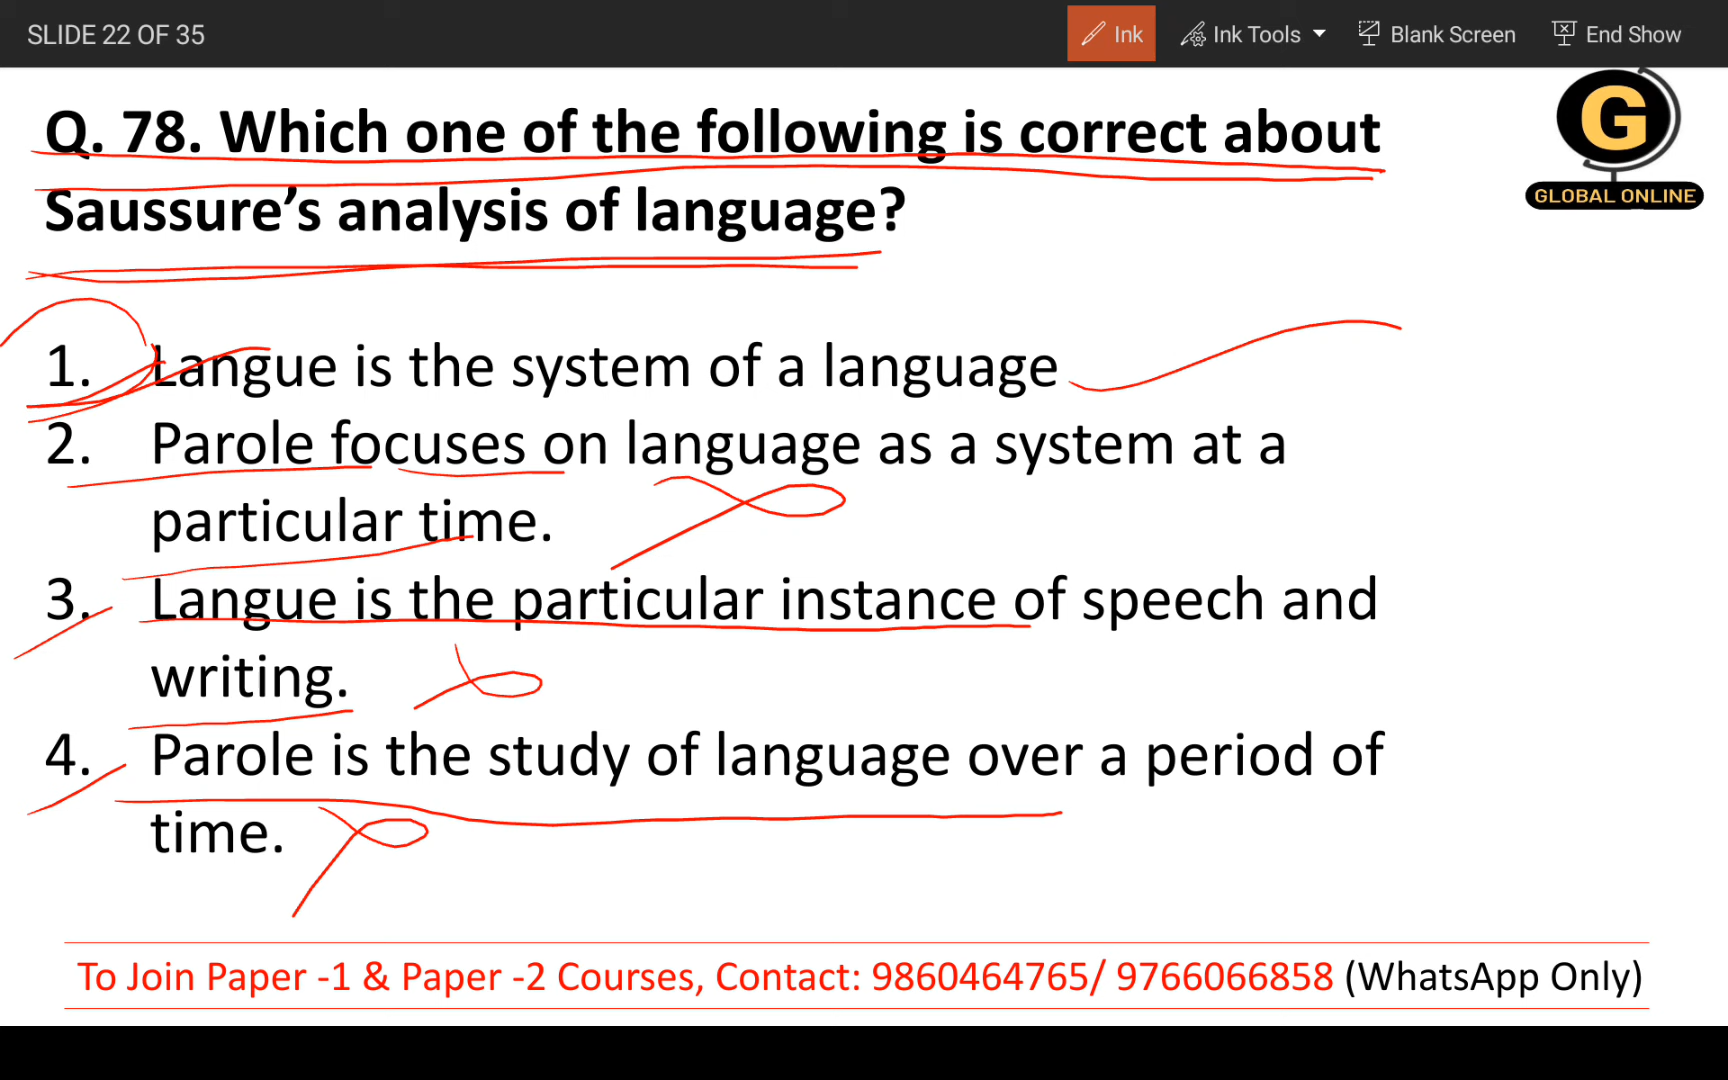 SLIDE 22 OF 35 Ink Ink Tools Blank Screen End Show
Q. 78. Which one of the following is correct about
Saussure’s analysis of language?
G
GLOBAL ONLINE
1. Langue is the system of a language
2. Parole focuses on language as a system at a
particular time.
3. Langue is the particular instance of speech and
writing.
4. Parole is the study of language over a period of
time.
To Join Paper -1 & Paper -2 Courses, Contact: 9860464765/ 9766066858 (WhatsApp Only)